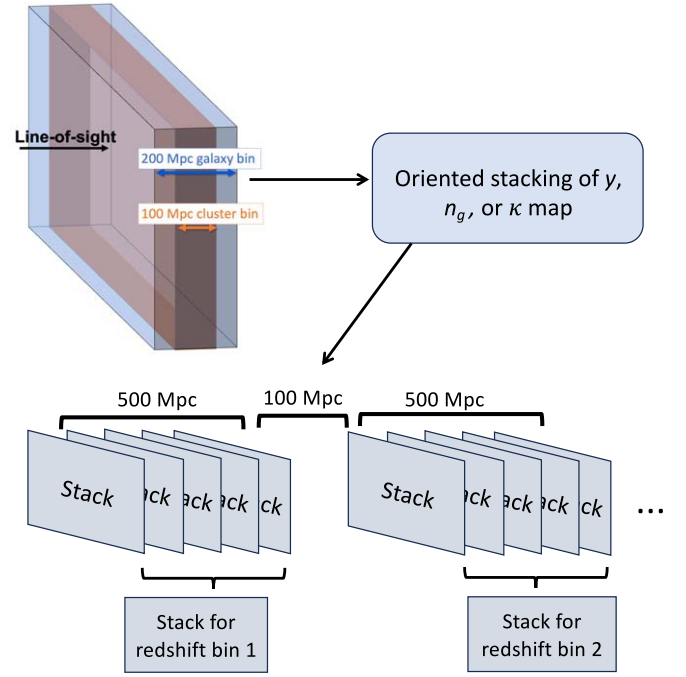 Line-of-sight
200 Mpc galaxy bin
100 Mpc cluster bin
Oriented stacking of y,
n_g, or κ map
500 Mpc
100 Mpc
500 Mpc
Stack
ack
ack
ack
ck
Stack
ack
ack
ack
ck
...
Stack for
redshift bin 1
Stack for
redshift bin 2